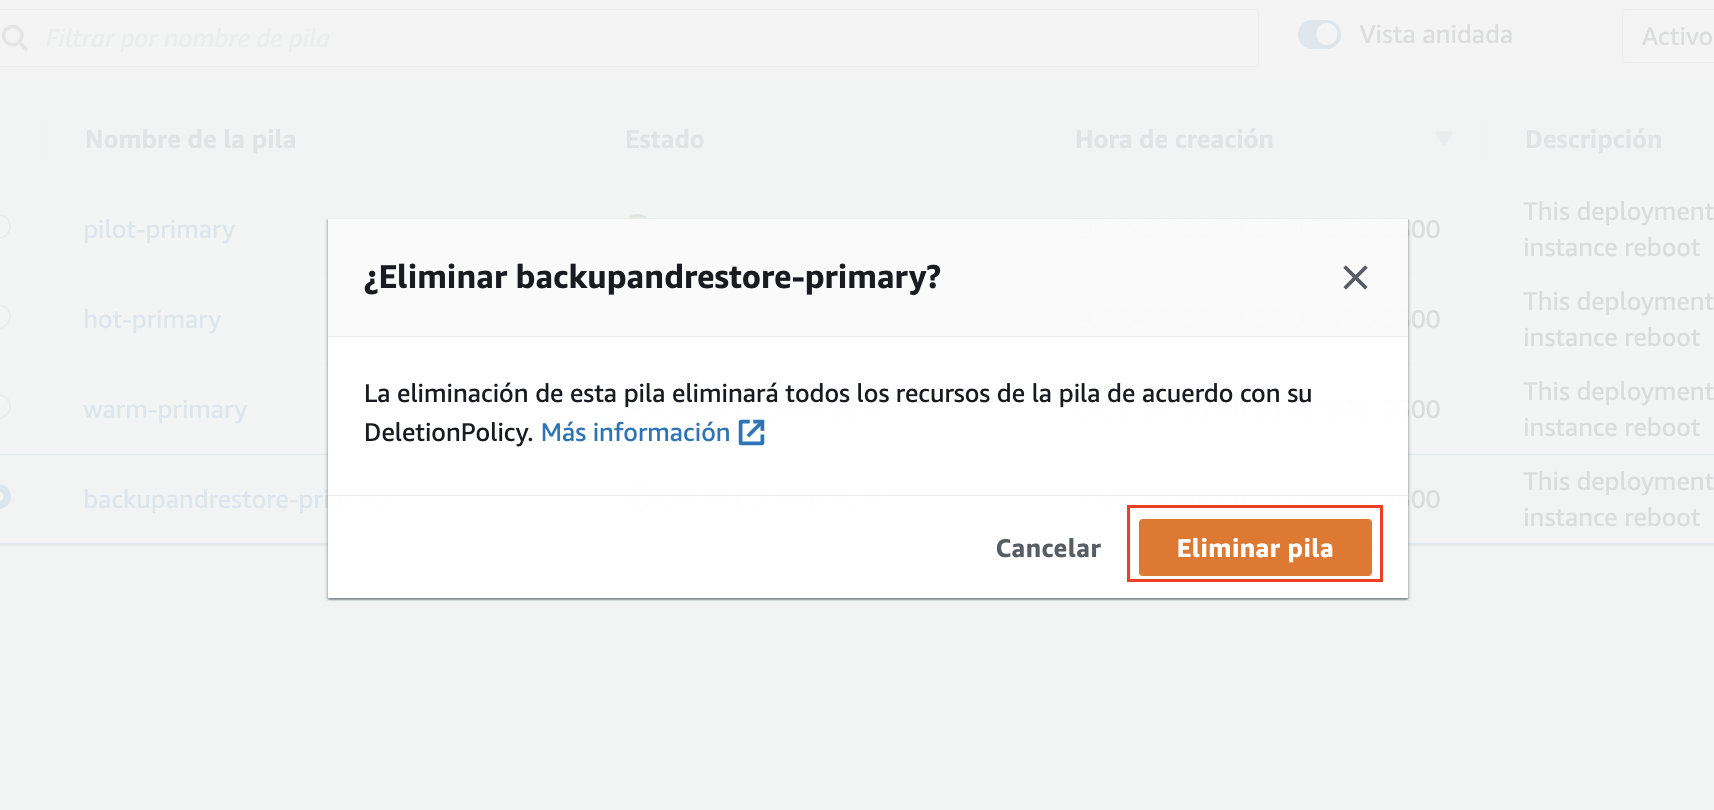 Filtrar por nombre de pila
Vista anidada
Activo
Nombre de la pila
Estado
Hora de creación
Descripción
pilot-primary
00
This deployment
instance reboot
hot-primary
00
This deployment
instance reboot
warm-primary
00
This deployment
instance reboot
backupandrestore-pri
00
This deployment
instance reboot
¿Eliminar backupandrestore-primary?
La eliminación de esta pila eliminará todos los recursos de la pila de acuerdo con su
DeletionPolicy. Más información
Cancelar
Eliminar pila